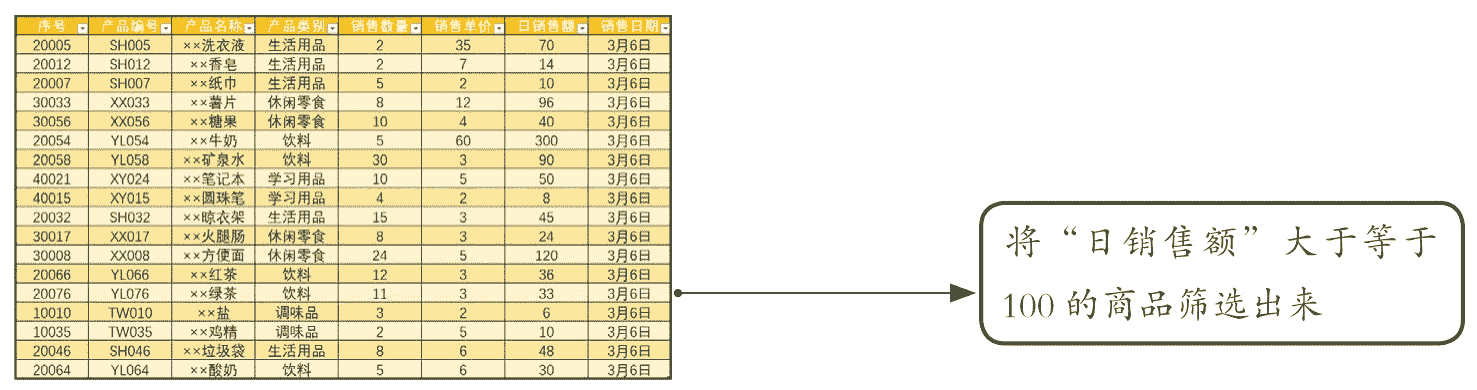 序号 产品编号 产品名称 产品类别 销售数量 销售单价 日销售额 销售日期
20005 SH005 ××洗衣液 生活用品 2 35 70 3月6日
20012 SH012 ××香皂 生活用品 2 7 14 3月6日
20007 SH007 ××纸巾 生活用品 5 2 10 3月6日
30033 XX033 ××薯片 休闲零食 8 12 96 3月6日
30056 XX056 ××糖果 休闲零食 10 4 40 3月6日
20054 YL054 ××牛奶 饮料 5 60 300 3月6日
20058 YL058 ××矿泉水 饮料 30 3 90 3月6日
40021 XY024 ××笔记本 学习用品 10 5 50 3月6日
40015 XY015 ××圆珠笔 学习用品 4 2 8 3月6日
20032 SH032 ××晾衣架 生活用品 15 3 45 3月6日
30017 XX017 ××火腿肠 休闲零食 8 3 24 3月6日
30008 XX008 ××方便面 休闲零食 24 5 120 3月6日
20066 YL066 ××红茶 饮料 12 3 36 3月6日
20076 YL076 ××绿茶 饮料 11 3 33 3月6日
10010 TW010 ××盐 调味品 3 2 6 3月6日
10035 TW035 ××鸡精 调味品 2 5 10 3月6日
20046 SH046 ××垃圾袋 生活用品 8 6 48 3月6日
20064 YL064 ××酸奶 饮料 5 6 30 3月6日
将“日销售额”大于等于
100 的商品筛选出来